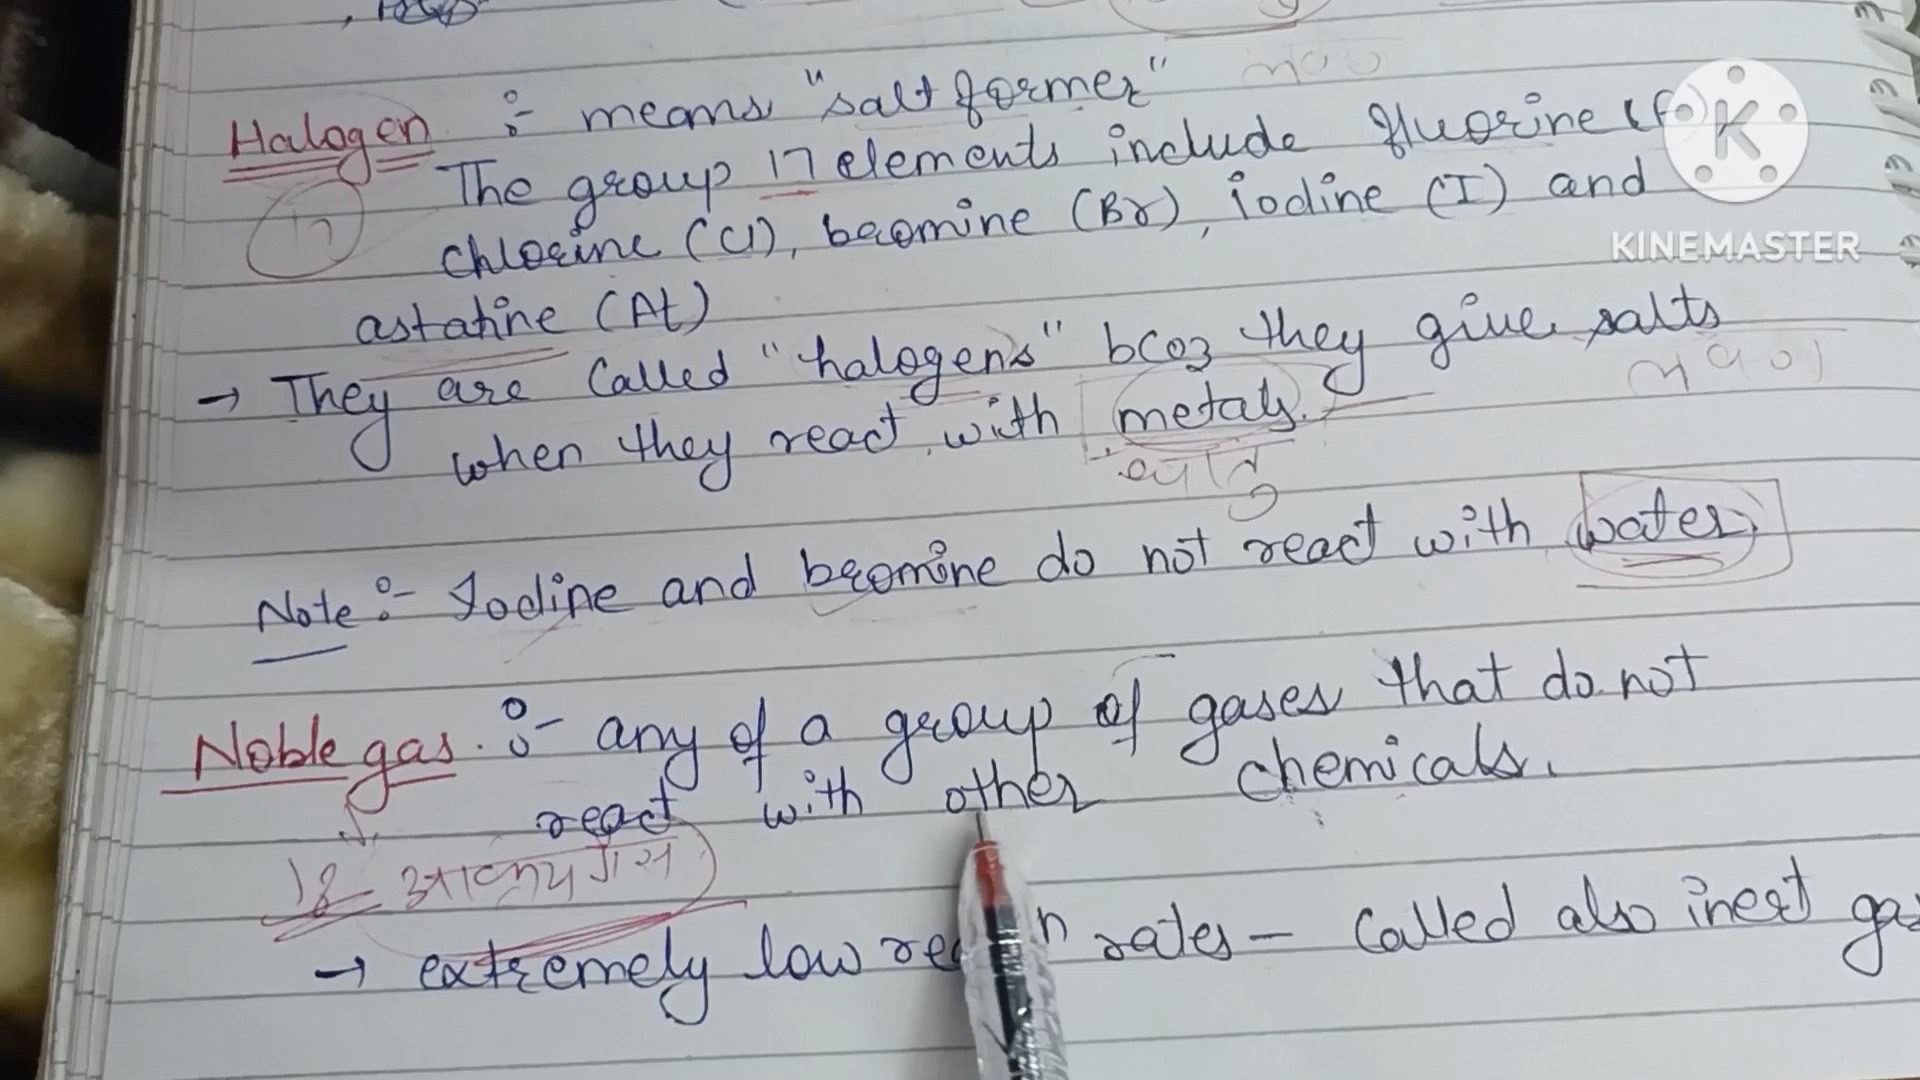 Halogen :- means "salt former"
The group 17 elements include fluorine (F)
17
chlorine (Cl), bromine (Br), iodine (I) and
astatine (At)
→ They are called "halogens" bcoz they give salts
when they react with metals.
धातु
Note :- Iodine and bromine do not react with water.
Noble gas. :- any of a group of gases that do not
react with other chemicals.
18
→ extremely low rates - Called also inert
KINEMASTER